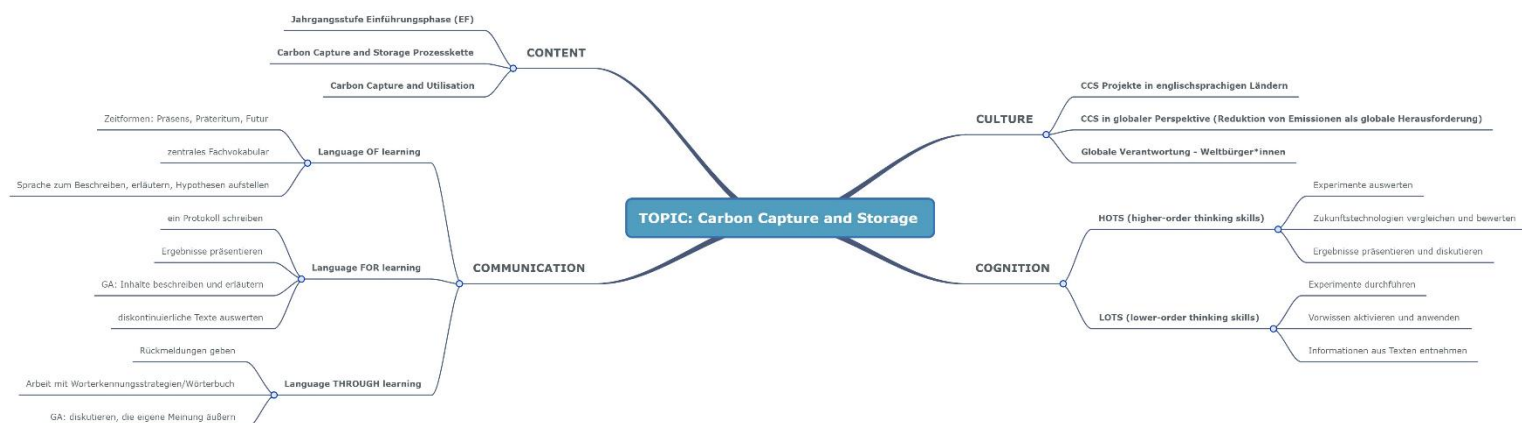 TOPIC: Carbon Capture and Storage
CONTENT
Jahrgangsstufe Einführungsphase (EF)
Carbon Capture and Storage Prozesskette
Carbon Capture and Utilisation
COMMUNICATION
Language OF learning
Zeitformen: Präsens, Präteritum, Futur
zentrales Fachvokabular
Sprache zum Beschreiben, erläutern, Hypothesen aufstellen
Language FOR learning
ein Protokoll schreiben
Ergebnisse präsentieren
GA: Inhalte beschreiben und erläutern
diskontinuierliche Texte auswerten
Language THROUGH learning
Rückmeldungen geben
Arbeit mit Worterkennungsstrategien/Wörterbuch
GA: diskutieren, die eigene Meinung äußern
CULTURE
CCS Projekte in englischsprachigen Ländern
CCS in globaler Perspektive (Reduktion von Emissionen als globale Herausforderung)
Globale Verantwortung - Weltbürger*innen
COGNITION
HOTS (higher-order thinking skills)
Experimente auswerten
Zukunftstechnologien vergleichen und bewerten
Ergebnisse präsentieren und diskutieren
LOTS (lower-order thinking skills)
Experimente durchführen
Vorwissen aktivieren und anwenden
Informationen aus Texten entnehmen